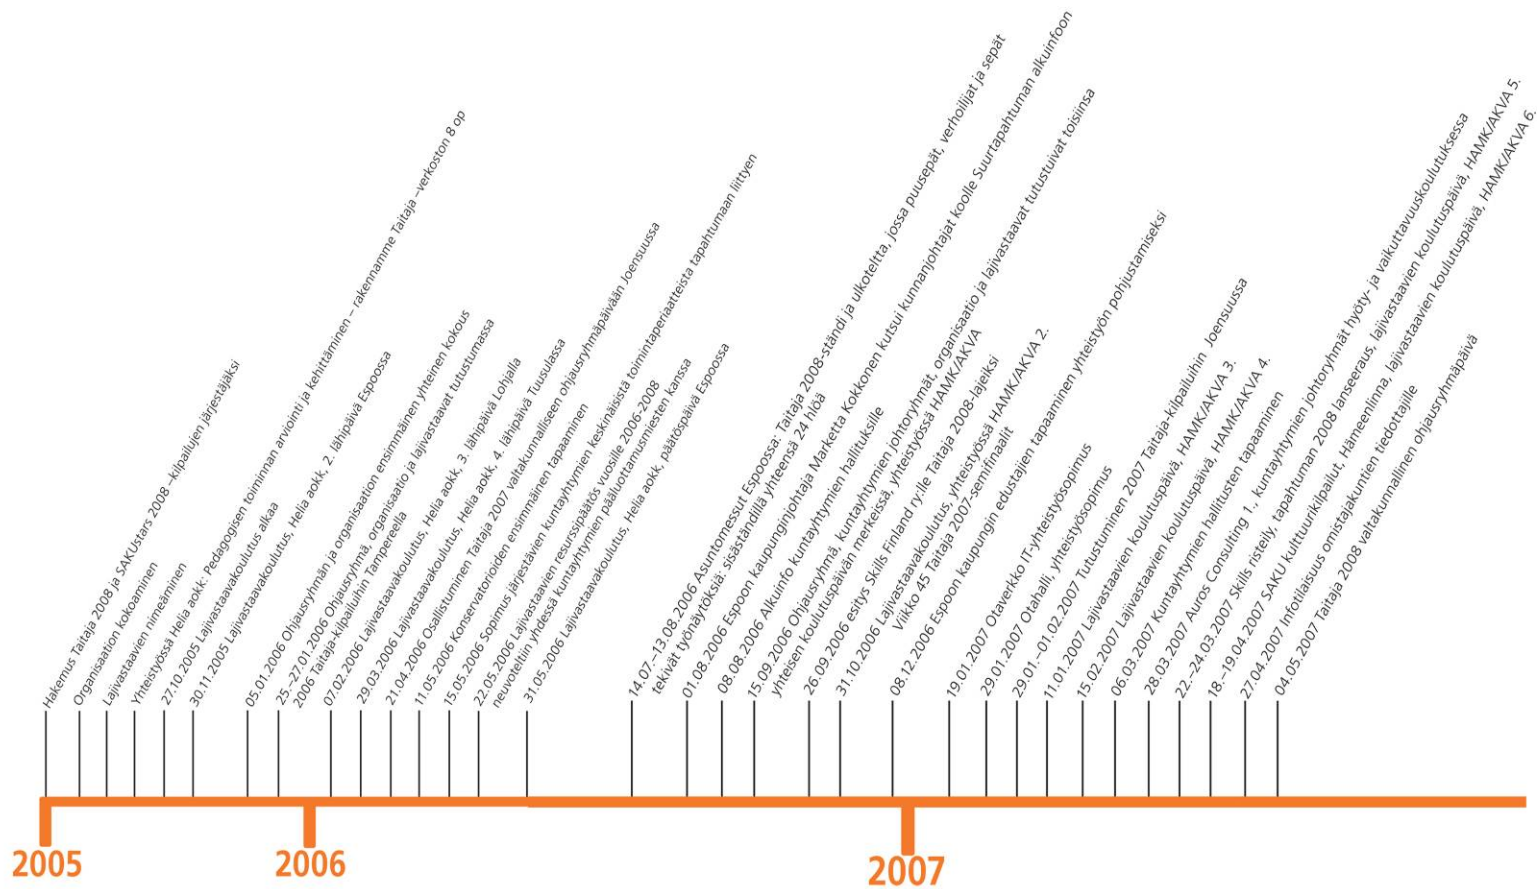 Hakemus Taitaja 2008 ja SAKUstars 2008 –kilpailujen järjestäjäksi
Organisaation kokoaminen
Lajivastaavien nimeäminen
Yhteistyössä Helia aokk: Pedagogisen toiminnan arviointi ja kehittäminen – rakennamme Taitaja –verkoston 8 op
27.10.2005 Lajivastaavakoulutus alkaa
30.11.2005 Lajivastaavakoulutus, Helia aokk, 2. lähipäivä Espoossa
05.01.2006 Ohjausryhmän ja organisaation ensimmäinen yhteinen kokous
25.–27.01.2006 Ohjausryhmä, organisaatio ja lajivastaavat tutustumassa
2006 Taitaja-kilpailuihin Tampereella
07.02.2006 Lajivastaavakoulutus, Helia aokk, 3. lähipäivä Lohjalla
29.03.2006 Lajivastaavakoulutus, Helia aokk, 4. lähipäivä Tuusulassa
21.04.2006 Osallistuminen Taitaja 2007 valtakunnalliseen ohjausryhmäpäivään Joensuussa
11.05.2006 Konservatorioiden ensimmäinen tapaaminen
15.05.2006 Sopimus järjestävien kuntayhtymien keskinäisistä toimintaperiaatteista tapahtumaan liittyen
22.05.2006 Lajivastaavien resurssipäätös vuosille 2006-2008
neuvoteltiin yhdessä kuntayhtymien pääluottamusmiesten kanssa
31.05.2006 Lajivastaavakoulutus, Helia aokk, päätöspäivä Espoossa
14.07.–13.08.2006 Asuntomessut Espoossa: Taitaja 2008-ständi ja ulkoteltta, jossa puusepät, verhoilijat ja sepät
tekivät työnäytöksiä; sisäständillä yhteensä 24 hlöä
01.08.2006 Espoon kaupunginjohtaja Marketta Kokkonen kutsui kunnanjohtajat koolle Suurtapahtuman alkuinfoon
08.08.2006 Alkuinfo kuntayhtymien hallituksille
15.09.2006 Ohjausryhmä, kuntayhtymien johtoryhmät, organisaatio ja lajivastaavat tutustuivat toisiinsa
yhteisen koulutuspäivän merkeissä, yhteistyössä HAMK/AKVA
26.09.2006 esitys Skills Finland ry:lle Taitaja 2008-lajeiksi
31.10.2006 Lajivastaavakoulutus, yhteistyössä HAMK/AKVA 2.
Viikko 45 Taitaja 2007-semifinaalit
08.12.2006 Espoon kaupungin edustajien tapaaminen yhteistyön pohjustamiseksi
19.01.2007 Otaverkko IT-yhteistyösopimus
29.01.2007 Otahalli, yhteistyösopimus
29.01.–01.02.2007 Tutustuminen 2007 Taitaja-kilpailuihin Joensuussa
11.01.2007 Lajivastaavien koulutuspäivä, HAMK/AKVA 3.
15.02.2007 Lajivastaavien koulutuspäivä, HAMK/AKVA 4.
06.03.2007 Kuntayhtymien hallitusten tapaaminen
28.03.2007 Auros Consulting 1., kuntayhtymien johtoryhmät hyöty- ja vaikuttavuuskoulutuksessa
22.–24.03.2007 Skills risteily, tapahtuman 2008 lanseeraus, lajivastaavien koulutuspäivä, HAMK/AKVA 5.
18.–19.04.2007 SAKU kulttuurikilpailut, Hämeenlinna, lajivastaavien koulutuspäivä, HAMK/AKVA 6.
27.04.2007 Infotilaisuus omistajakuntien tiedottajille
04.05.2007 Taitaja 2008 valtakunnallinen ohjausryhmäpäivä
2005
2006
2007